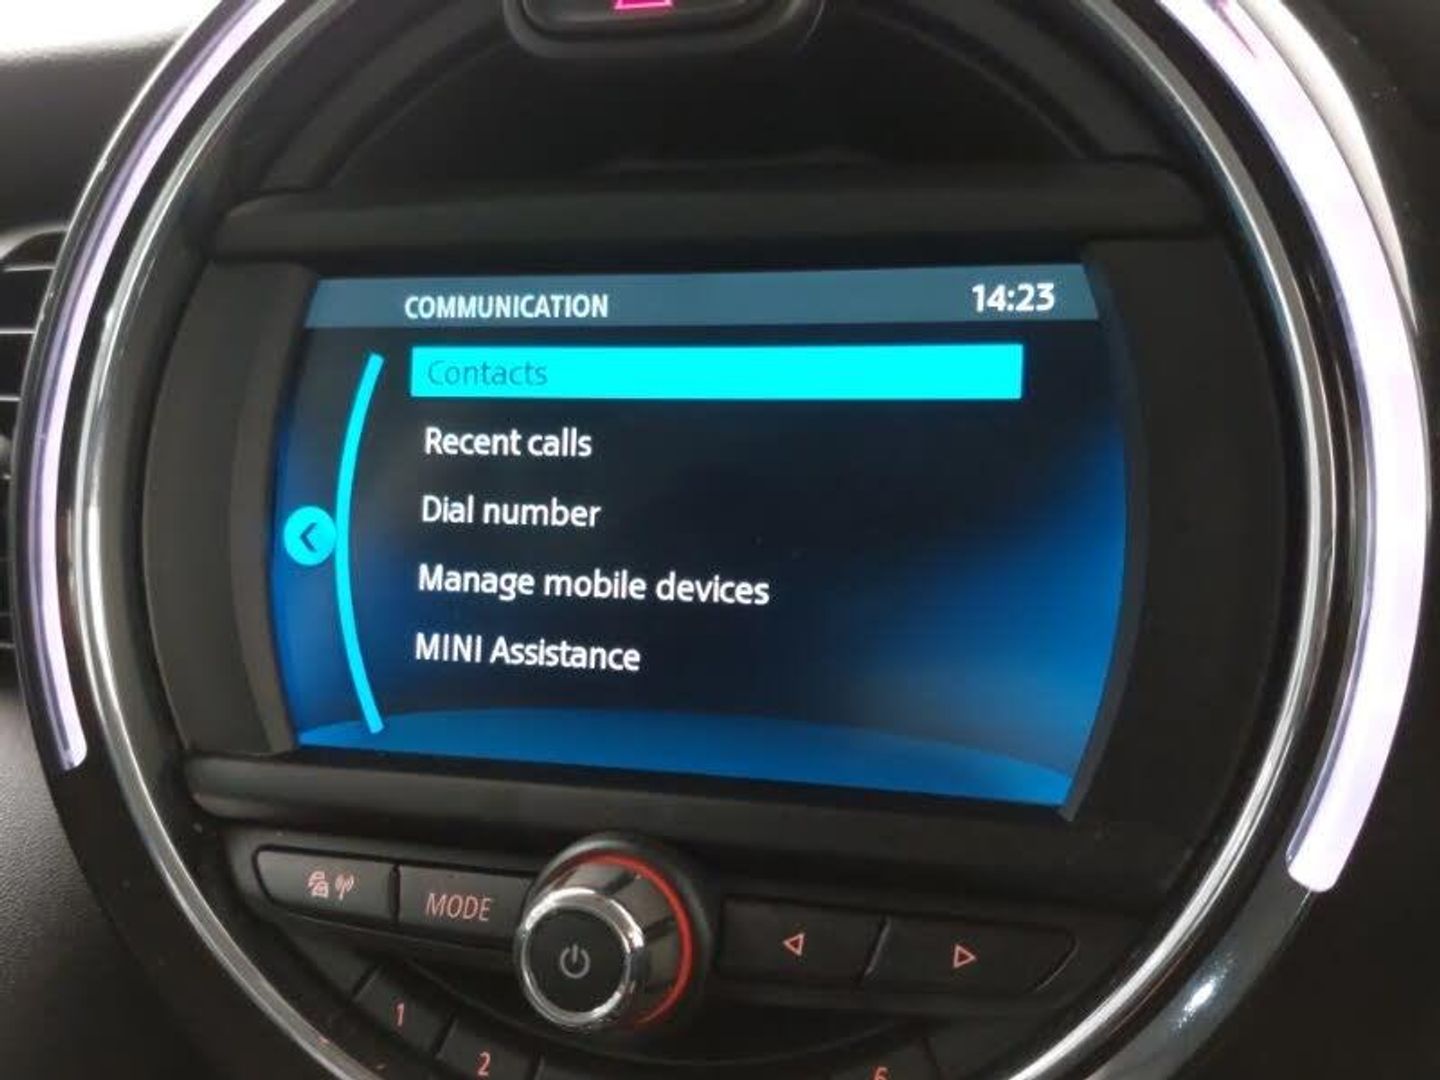 COMMUNICATION 14:23
Contacts
Recent calls
Dial number
Manage mobile devices
MINI Assistance
MODE
1
2